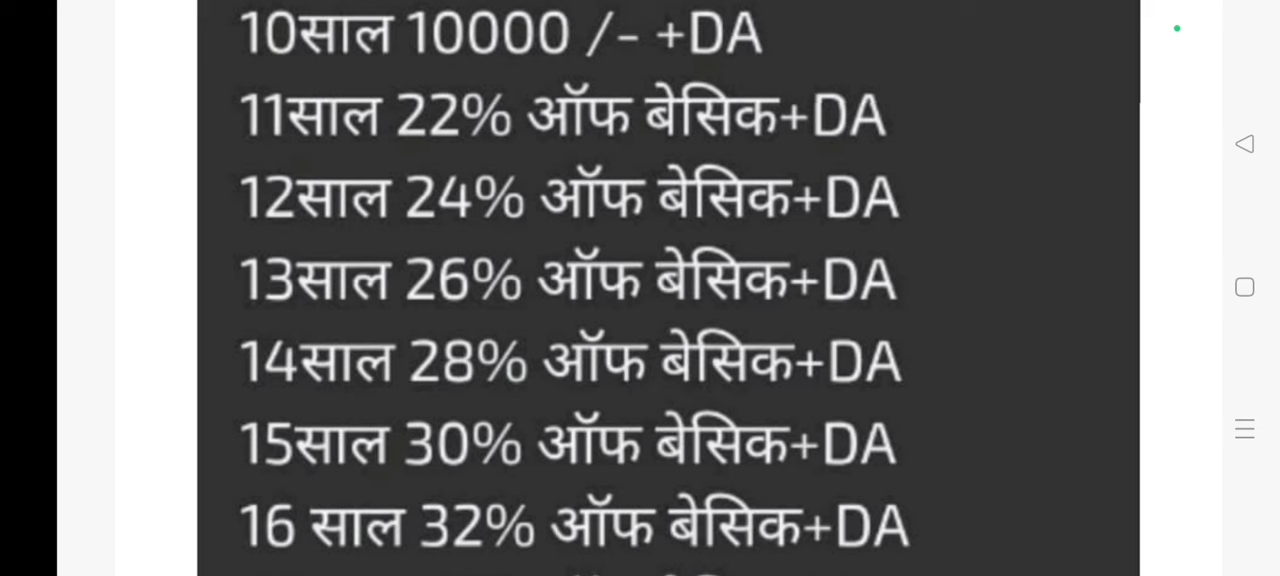 10साल 10000 /- +DA
11साल 22% ऑफ बेसिक+DA
12साल 24% ऑफ बेसिक+DA
13साल 26% ऑफ बेसिक+DA
14साल 28% ऑफ बेसिक+DA
15साल 30% ऑफ बेसिक+DA
16 साल 32% ऑफ बेसिक+DA